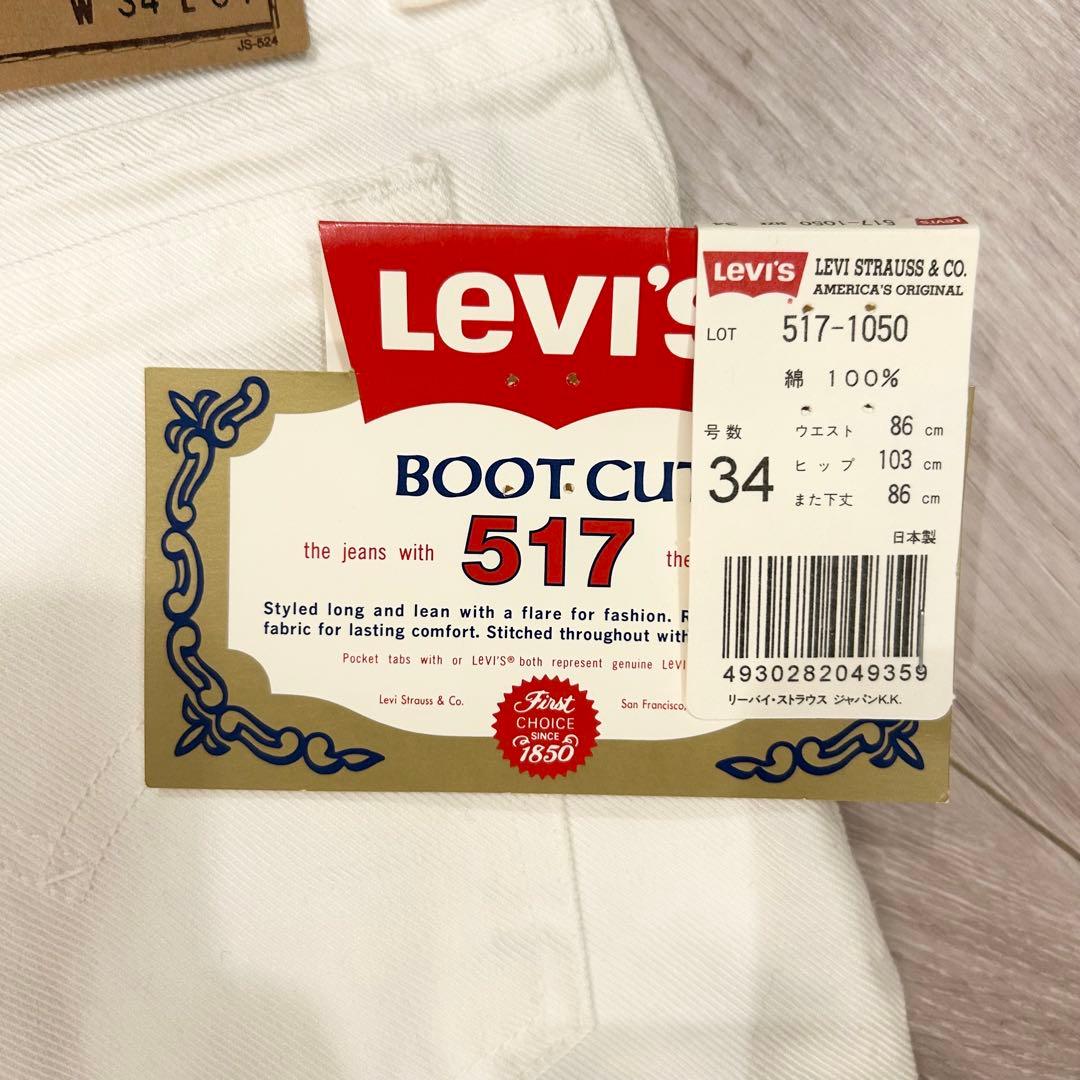 W 34 L
JS-524
LEVI'S
517-1050 34
LEVI'S
BOOT CUT
the jeans with 517 the
Styled long and lean with a flare for fashion.
fabric for lasting comfort. Stitched throughout with
Pocket tabs with or LEVI'S® both represent genuine LEVI
Levi Strauss & Co. San Francisco,
First
CHOICE
SINCE
1850
LEVI'S LEVI STRAUSS & CO.
AMERICA'S ORIGINAL
LOT 517-1050
綿 100%
号数 34
ウエスト 86 cm
ヒップ 103 cm
また下丈 86 cm
日本製
4930282049359
リーバイ・ストラウス ジャパンK.K.